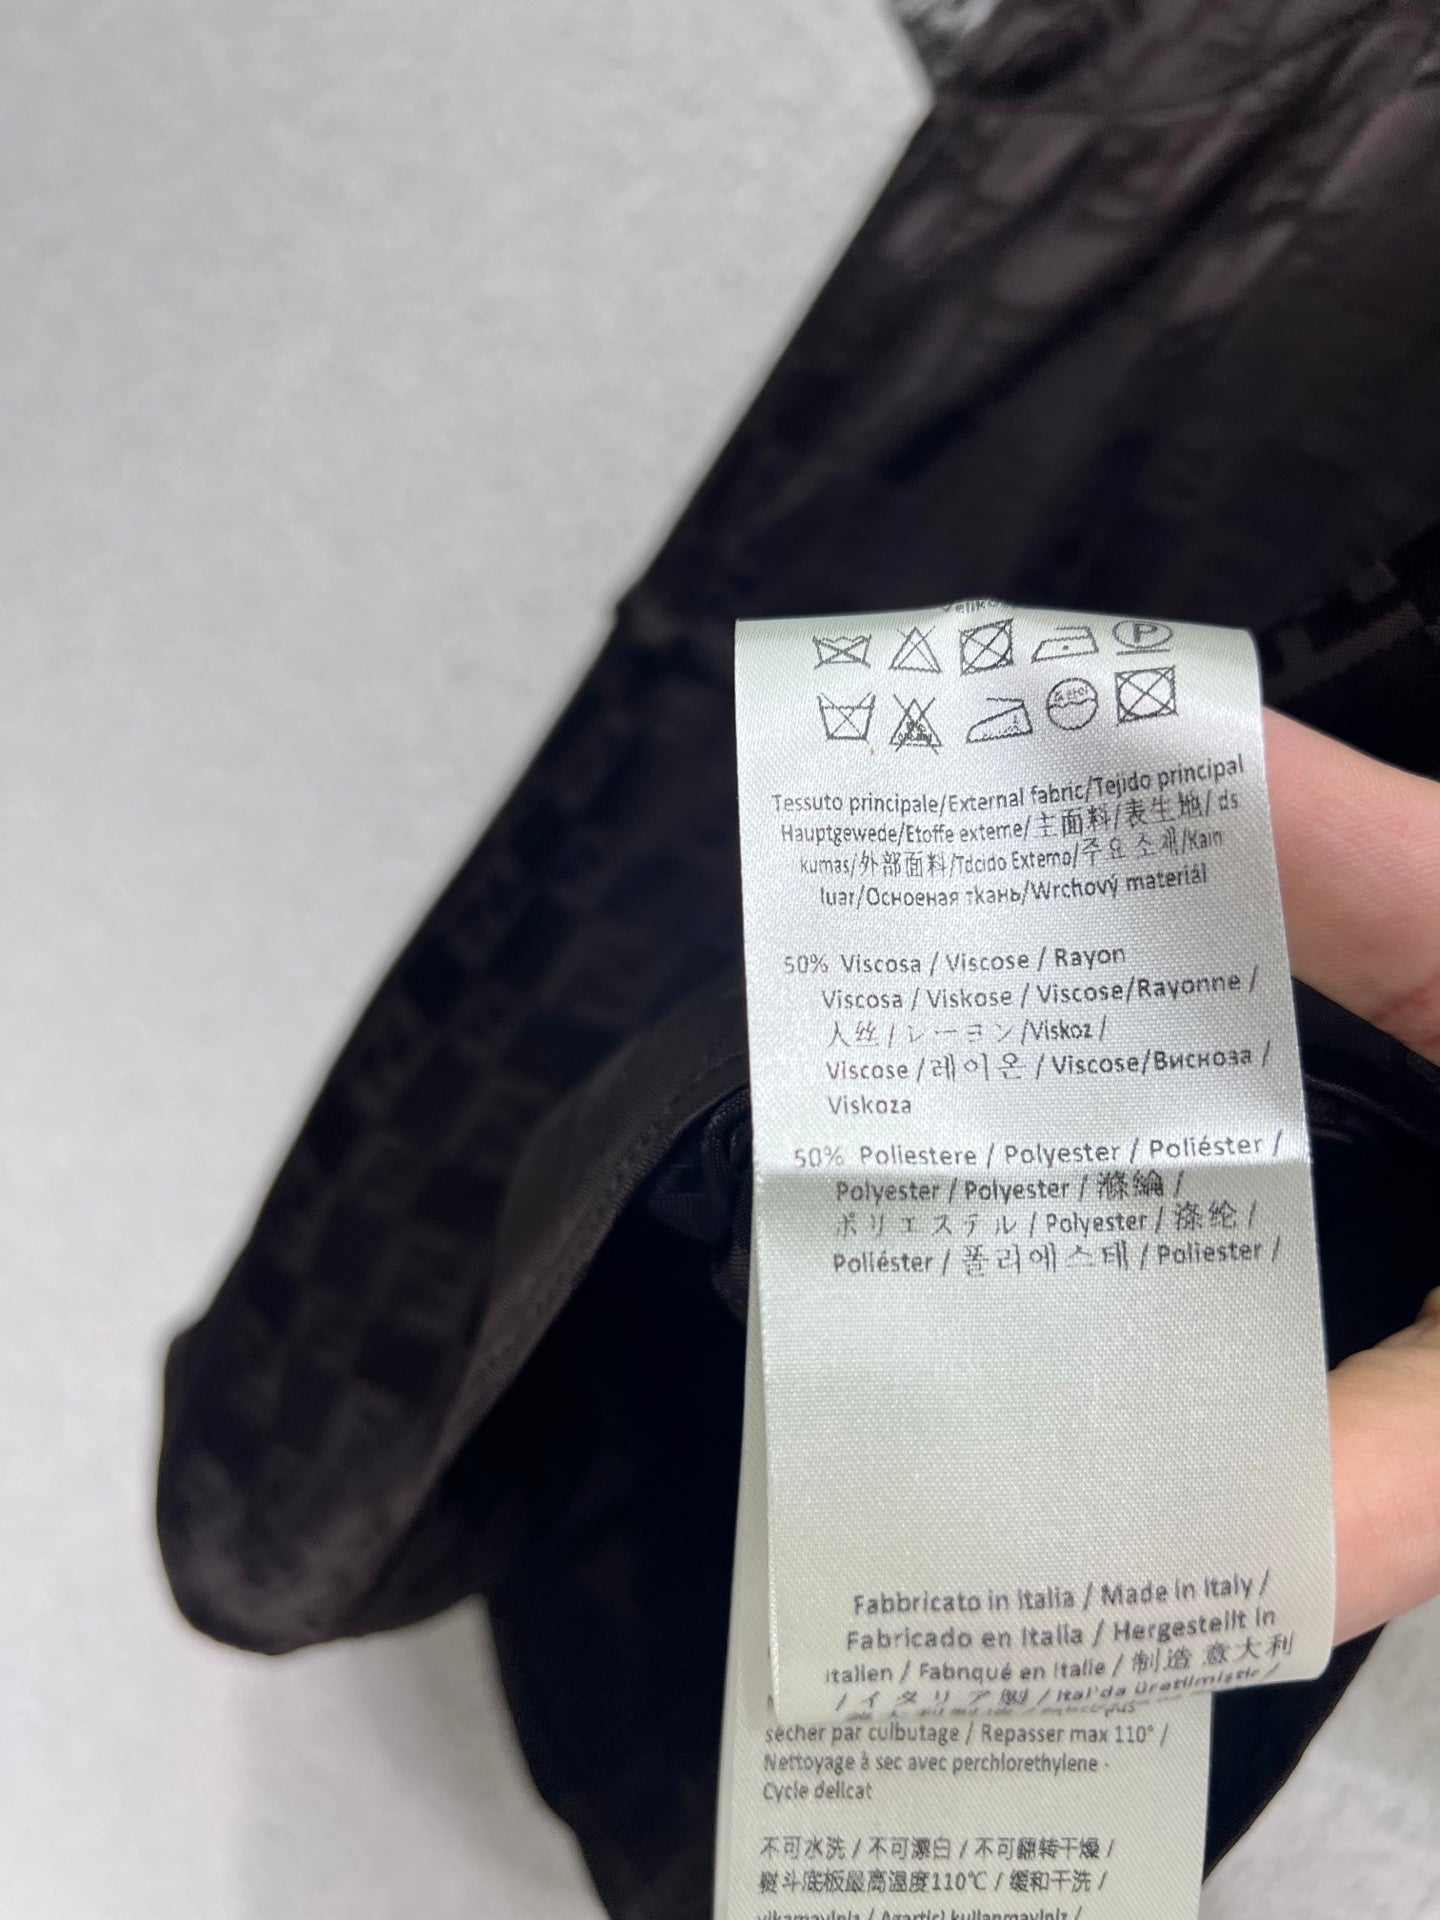 Tessuto principale/External fabric/Tejido principal
Hauptgewede/Etoffe exteme/主面料/表生地/ds
kumas/外部面料/Tdcido Externo/주요 소재/Kain
luar/Осноеная ткань/Wrchový materiál
50% Viscosa / Viscose / Rayon
Viscosa / Viskose / Viscose/Rayonne /
人丝 / レーヨン/Viskoz /
Viscose /레이온 / Viscose/Висноза /
Viskoza
50% Poliestere / Polyester / Poliéster /
Polyester / Polyester / 滌綸 /
ポリエステル / Polyester / 涤纶 /
Poliéster / 폴리에스테 / Poliester /
Fabbricato in Italia / Made in Italy /
Fabricado en Italia / Hergestellt in
Italien / Fabnqué en Italie / 制造 意大利
/ イタリア製 / Ital'da üretilmistir /
sécher par culbutage / Repasser max 110° /
Nettoyage à sec avec perchlorethylene -
Cycle delicat
不可水洗 / 不可漂白 / 不可翻转干燥 /
熨斗底板最高温度110℃ / 缓和干洗 /